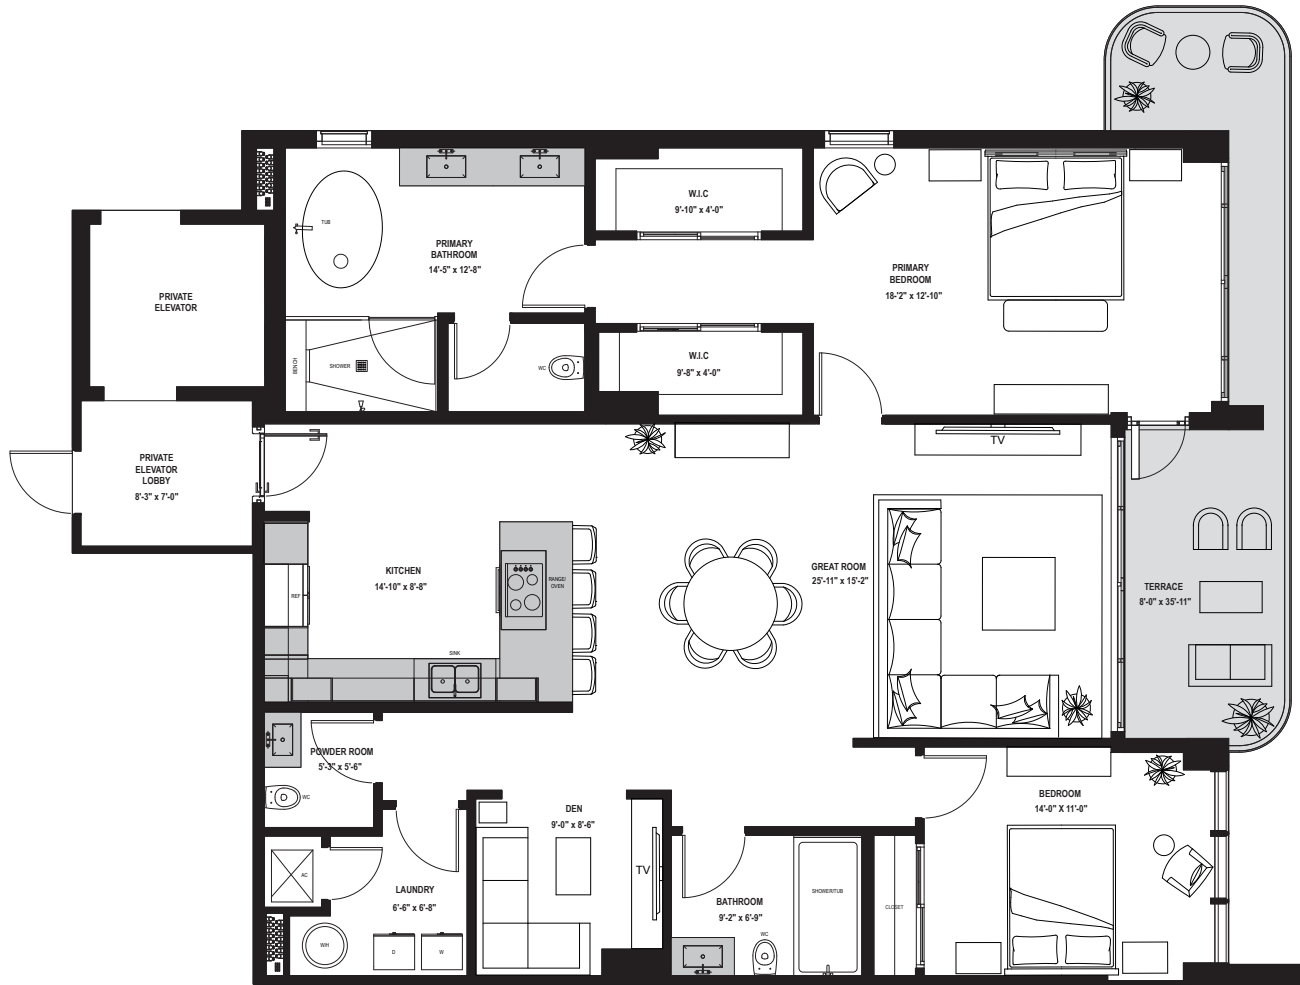 W.I.C
9'-10" x 4'-0"
TUB
PRIMARY
BATHROOM
14'-5" x 12'-8"
PRIMARY
BEDROOM
18-'2" x 12'-10"
PRIVATE
ELEVATOR
BENCH
SHOWER
WC
W.I.C
9'-8" x 4'-0"
TV
PRIVATE
ELEVATOR
LOBBY
8'-3" x 7'-0"
KITCHEN
14'-10" x 8'-8"
RANGE/
OVEN
REF
SINK
GREAT ROOM
25'-11" x 15'-2"
TERRACE
8'-0" x 35'-11"
POWDER ROOM
5'-3" x 5'-6"
WC
DEN
9'-0" x 8'-6"
BEDROOM
14'-0" X 11'-0"
AC
LAUNDRY
6'-6" x 6'-8"
TV
BATHROOM
9'-2" x 6'-9"
SHOWER/TUB
CLOSET
WH
D
W
WC